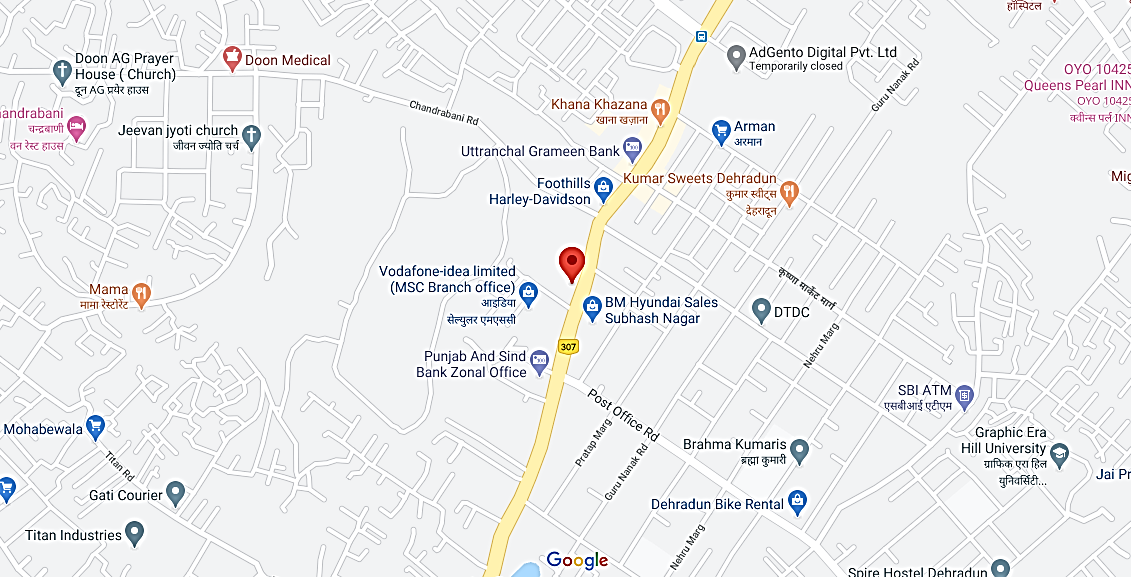 हॉस्पिटल
Doon AG Prayer
House ( Church)
दून AG प्रयेर हाउस
Doon Medical
AdGento Digital Pvt. Ltd
Temporarily closed
OYO 10425
Queens Pearl INN
OYO 10425
क्वीन्स पर्ल INN
Guru Nanak Rd
Chandrabani Rd
Khana Khazana
खाना खज़ाना
andrabani
चन्द्रबाणी
वन रेस्ट हाउस
Jeevan jyoti church
जीवन ज्योति चर्च
Arman
अरमान
Uttranchal Grameen Bank
Foothills
Harley-Davidson
Kumar Sweets Dehradun
कुमार स्वीट्स
देहरादून
Mig
Vodafone-idea limited
(MSC Branch office)
आइडिया
सेल्युलर एमएससी
कृष्णा मार्केट मार्ग
Mama
माना रेस्टोरेंट
BM Hyundai Sales
Subhash Nagar
DTDC
Nehru Marg
307
Punjab And Sind
Bank Zonal Office
SBI ATM
एसबीआई एटीएम
Post Office Rd
Mohabewala
Pratap Marg
Graphic Era
Hill University
ग्राफिक एरा हिल
युनिवर्सिटी...
Brahma Kumaris
ब्रह्मा कुमारी
Titan Rd
Guru Nanak Rd
Jai Pr
Gati Courier
Dehradun Bike Rental
Titan Industries
Nehru Marg
Google
Spire Hostel Dehradun